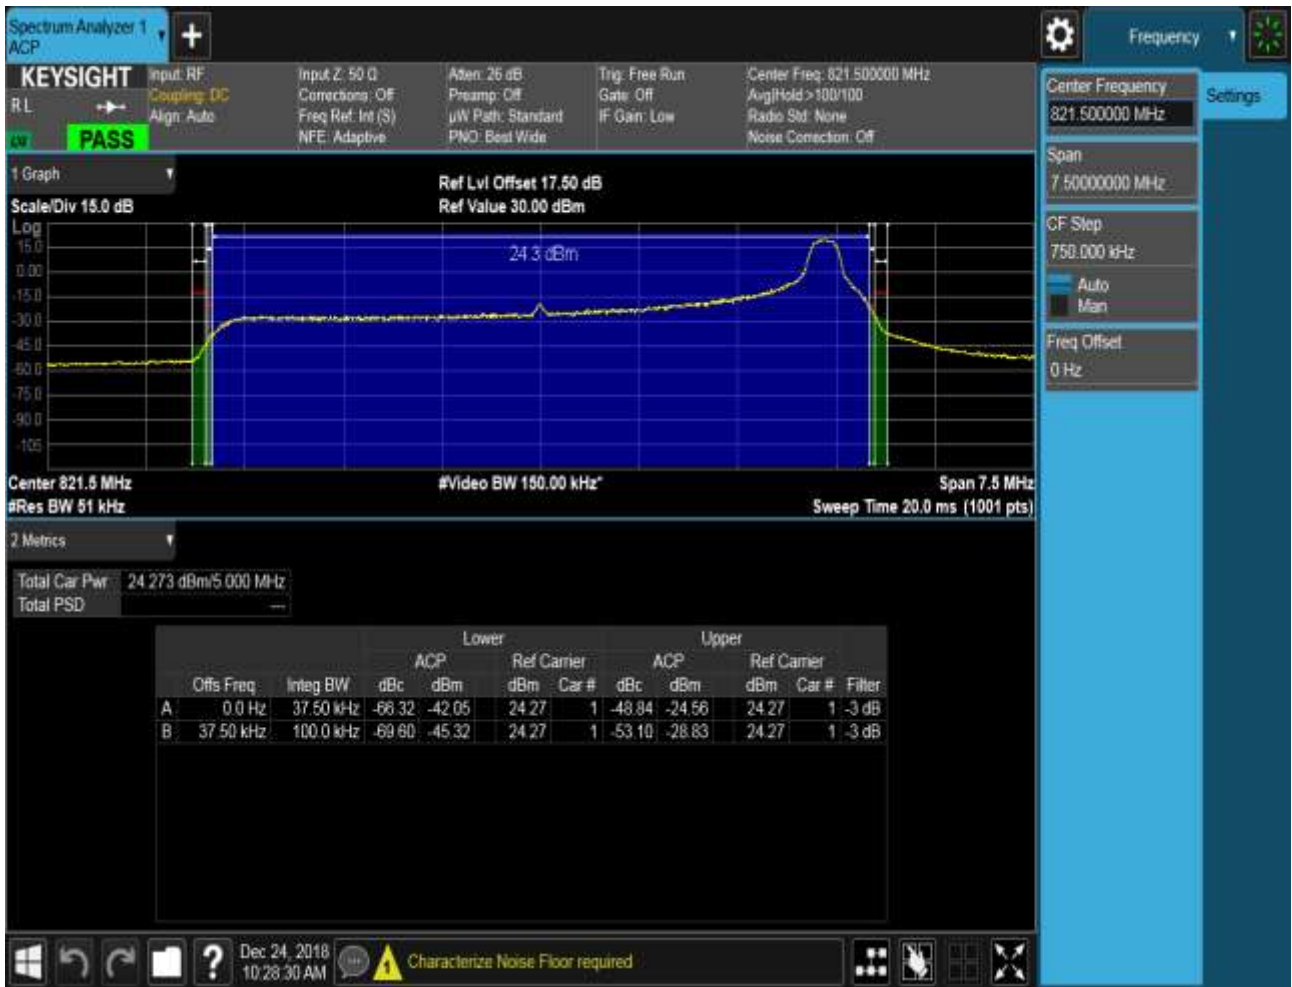 Spectrum Analyzer 1
ACP
Frequency
KEYSIGHT
RL
PASS
Input: RF
Coupling: DC
Align: Auto
Input Z: 50 Ω
Corrections: Off
Freq Ref: Int (S)
NFE: Adaptive
Atten: 26 dB
Preamp: Off
µW Path: Standard
PNO: Best Wide
Trig: Free Run
Gate: Off
IF Gain: Low
Center Freq: 821.500000 MHz
Avg|Hold >100/100
Radio Std: None
Noise Correction: Off
Center Frequency
821.500000 MHz
Settings
Span
7.50000000 MHz
CF Step
750.000 kHz
Auto
Man
Freq Offset
0 Hz
1 Graph
Scale/Div 15.0 dB
Ref Lvl Offset 17.50 dB
Ref Value 30.00 dBm
Log
15.0
0.00
-15.0
-30.0
-45.0
-60.0
-75.0
-90.0
-105
24.3 dBm
Center 821.5 MHz
#Video BW 150.00 kHz*
Span 7.5 MHz
#Res BW 51 kHz
Sweep Time 20.0 ms (1001 pts)
2 Metrics
Total Car Pwr 24.273 dBm/5.000 MHz
Total PSD ---
Lower Upper
ACP Ref Carrier ACP Ref Carrier
Offs Freq Integ BW dBc dBm dBm Car # dBc dBm dBm Car # Filter
A 0.0 Hz 37.50 kHz -66.32 -42.05 24.27 1 -48.84 -24.56 24.27 1 -3 dB
B 37.50 kHz 100.0 kHz -69.60 -45.32 24.27 1 -53.10 -28.83 24.27 1 -3 dB
?
Dec 24, 2018
10:28:30 AM
1
Characterize Noise Floor required